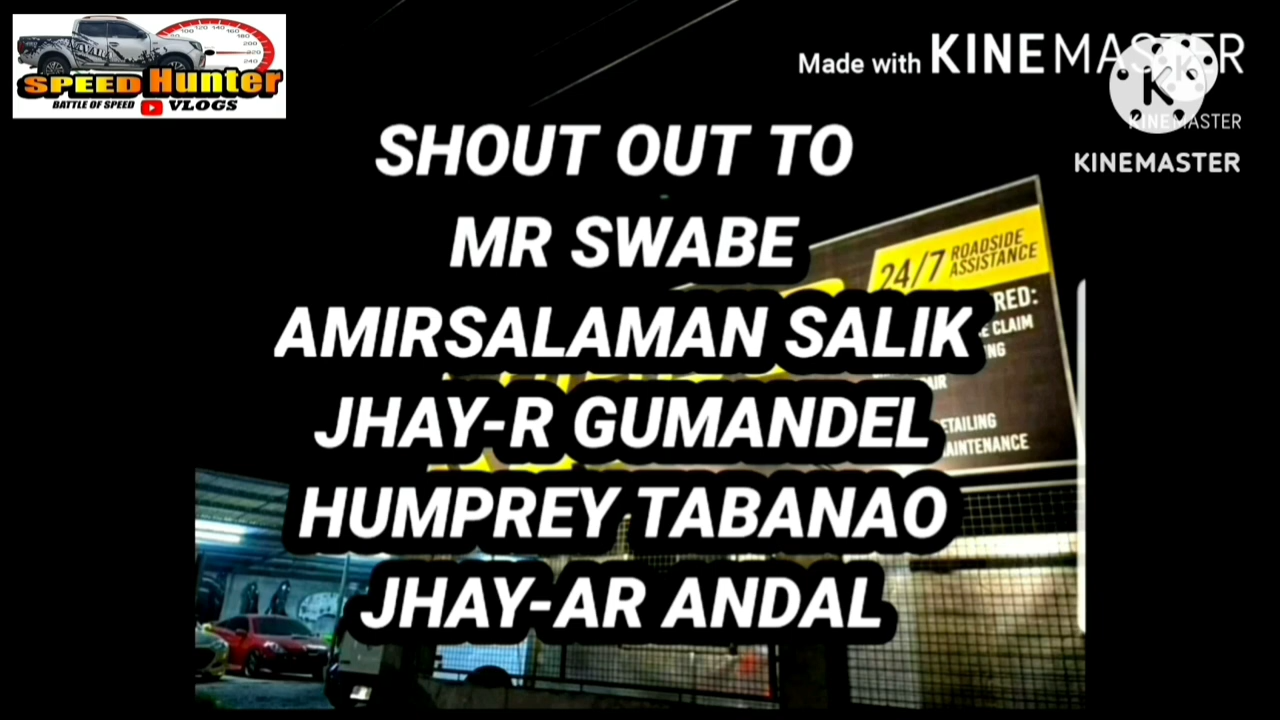 SPEED Hunter
BATTLE OF SPEED VLOGS
Made with KINEMASTER
KINEMASTER
KINEMASTER
SHOUT OUT TO
MR SWABE
AMIRSALAMAN SALIK
JHAY-R GUMANDEL
HUMPREY TABANAO
JHAY-AR ANDAL
24/7 ROADSIDE
ASSISTANCE
CLAIM